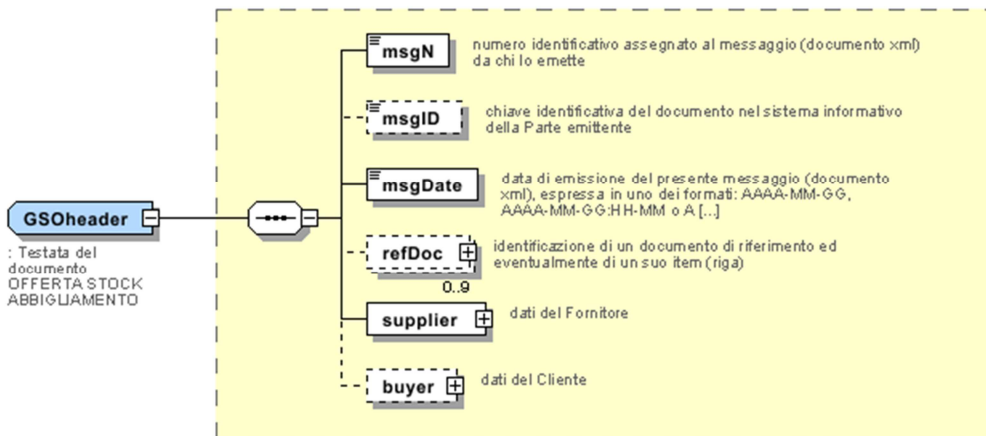 msgN
numero identificativo assegnato al messaggio (documento xml)
da chi lo emette
msgID
chiave identificativa del documento nel sistema informativo
della Parte emittente
msgDate
data di emissione del presente messaggio (documento
xml), espressa in uno dei formati: AAAA-MM-GG,
AAAA-MM-GG:HH-MM o A [...]
GSOheader
: Testata del
documento
OFFERTA STOCK
ABBIGLIAMENTO
refDoc
identificazione di un documento di riferimento ed
eventualmente di un suo item (riga)
0..9
supplier
dati del Fornitore
buyer
dati del Cliente